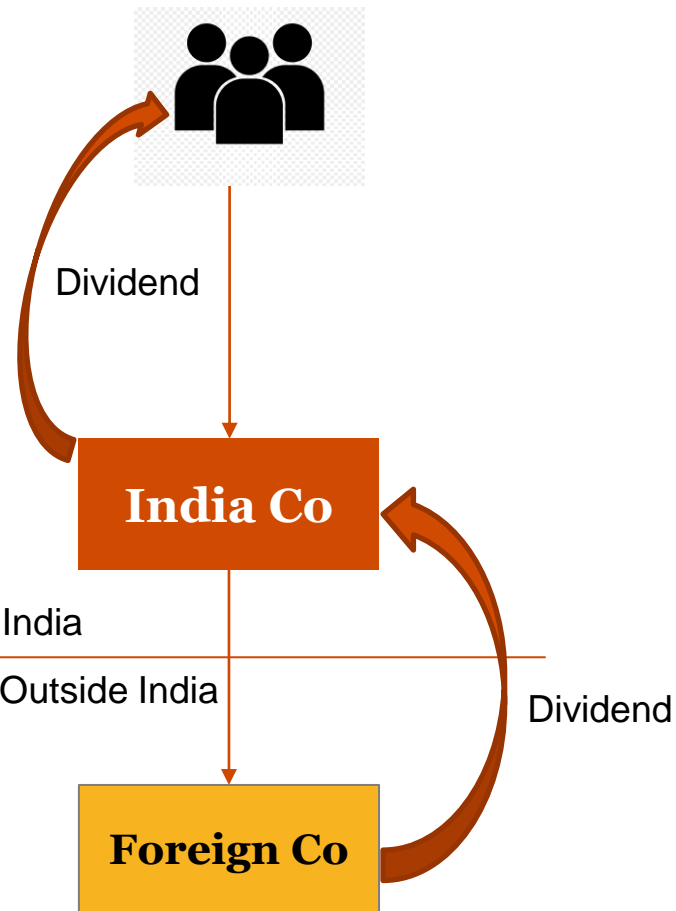 Dividend
India Co
India
Outside India
Dividend
Foreign Co